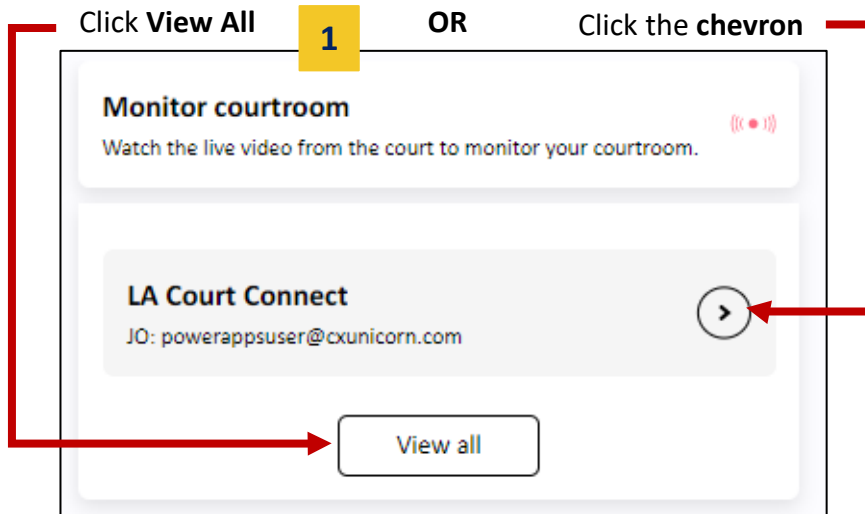 Click View All 1 OR Click the chevron
Monitor courtroom
Watch the live video from the court to monitor your courtroom.
LA Court Connect
JO: powerappsuser@cxunicorn.com
View all